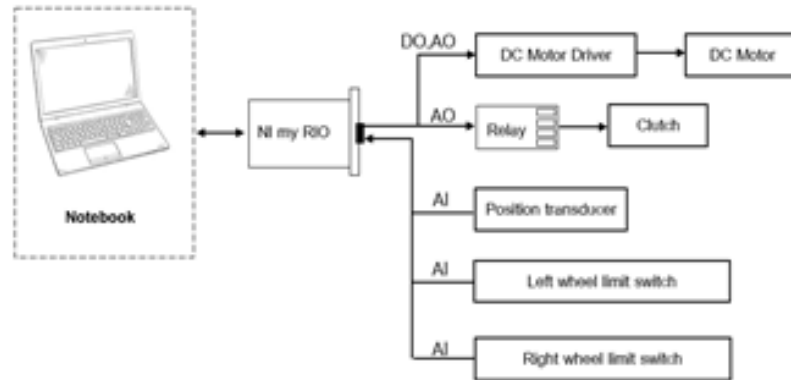 DO,AO
DC Motor Driver
DC Motor
NI my RIO
AO
Relay
Clutch
Notebook
AI
Position transducer
AI
Left wheel limit switch
AI
Right wheel limit switch